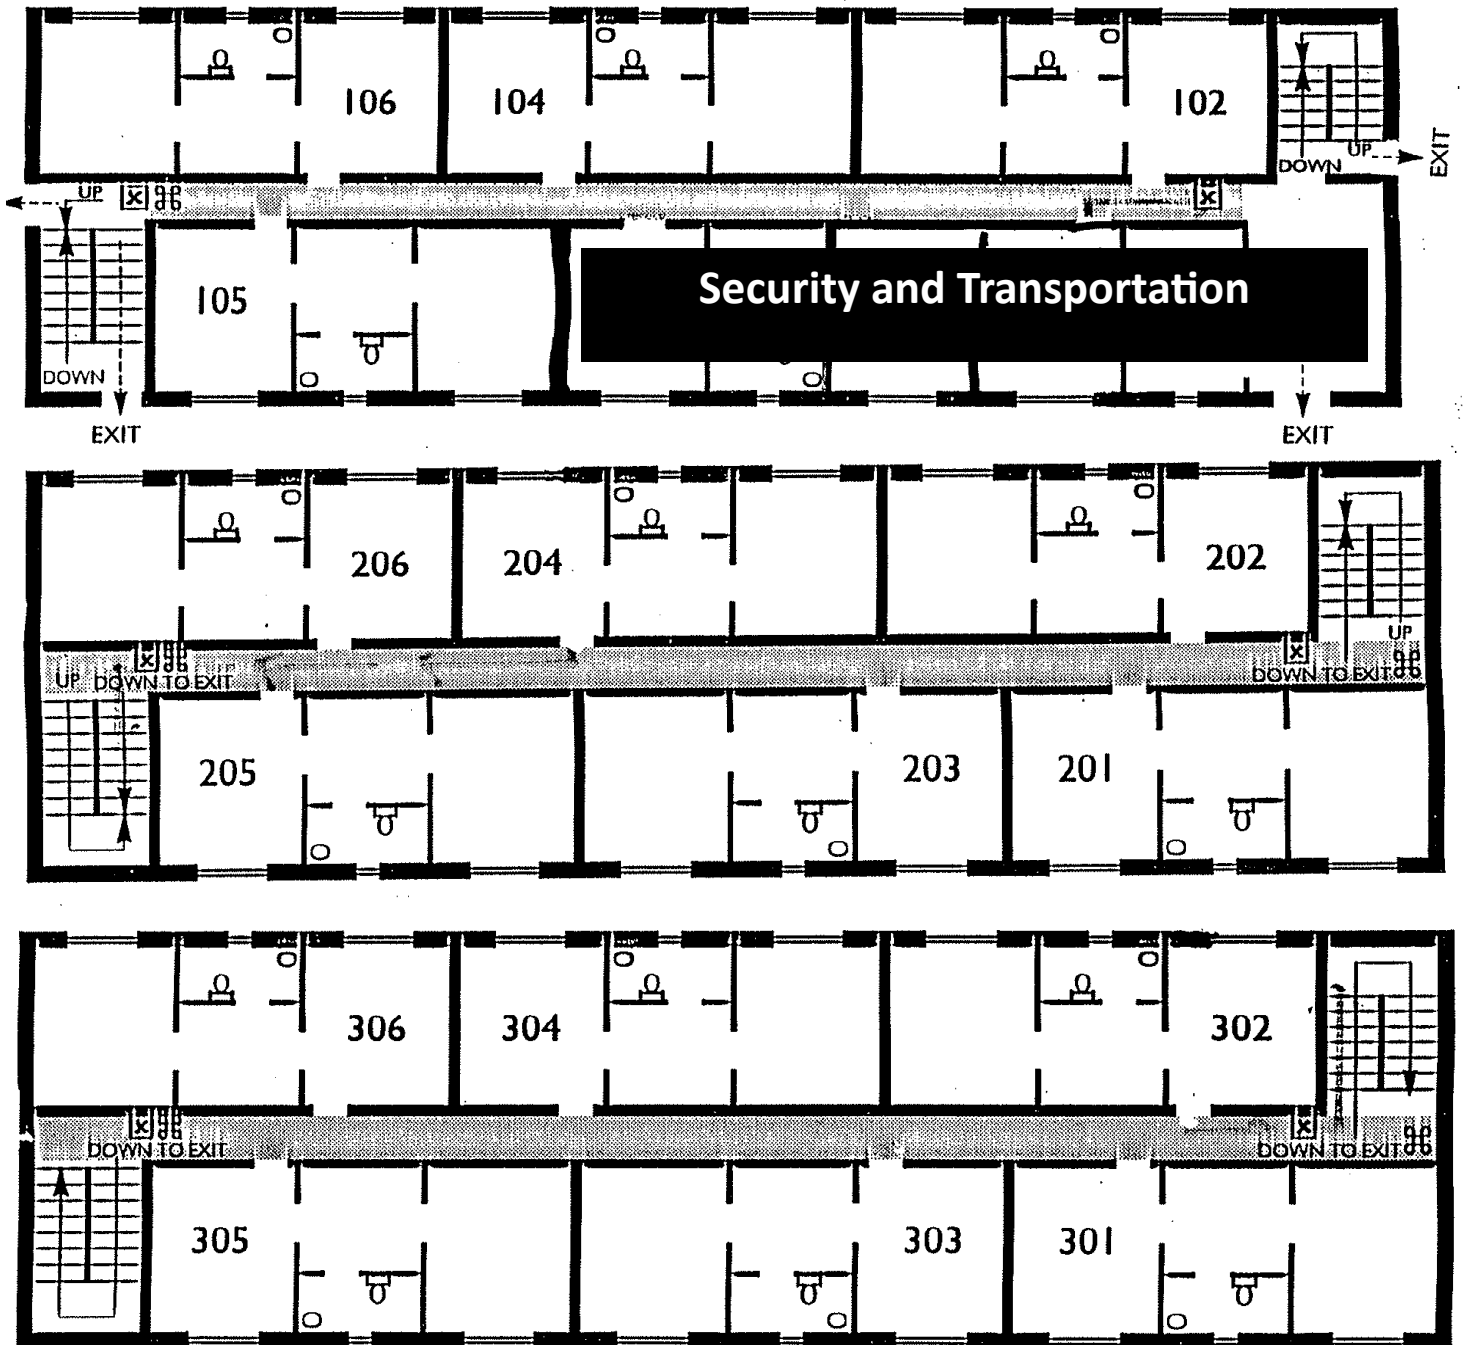 106
104
102
UP
DOWN
EXIT
UP
X
X
105
Security and Transportation
DOWN
EXIT
EXIT
206
204
202
UP
X
X
UP
DOWN TO EXIT
DOWN TO EXIT
205
203
201
306
304
302
X
X
DOWN TO EXIT
DOWN TO EXIT
305
303
301